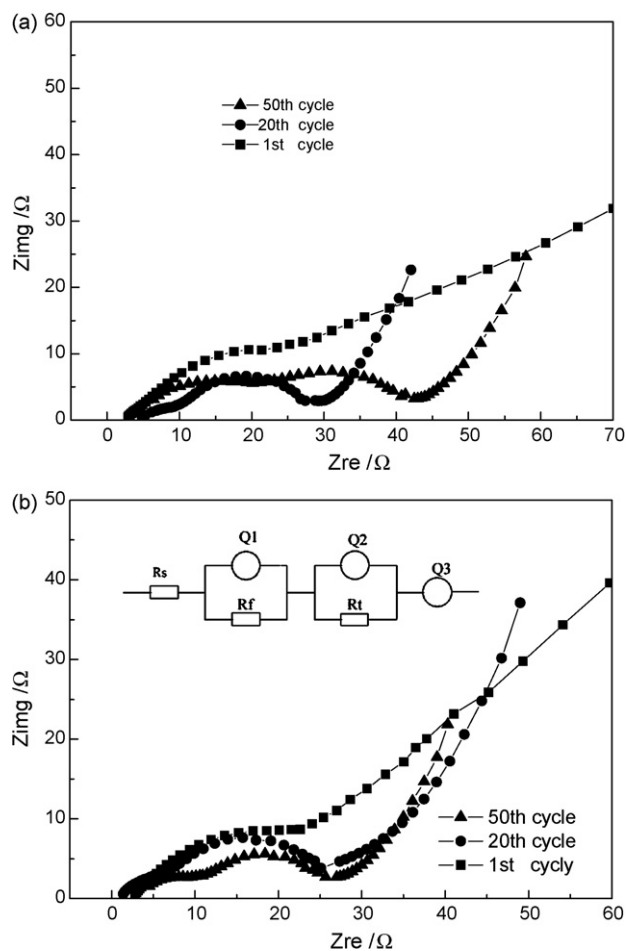 (a)
60
50
40
30
20
10
0
Zimg /Ω
50th cycle
20th cycle
1st cycle
0 10 20 30 40 50 60 70
Zre /Ω
(b)
50
40
30
20
10
0
Zimg /Ω
Q1 Q2
Rs Q3
Rf Rt
50th cycle
20th cycle
1st cycly
0 10 20 30 40 50 60
Zre /Ω